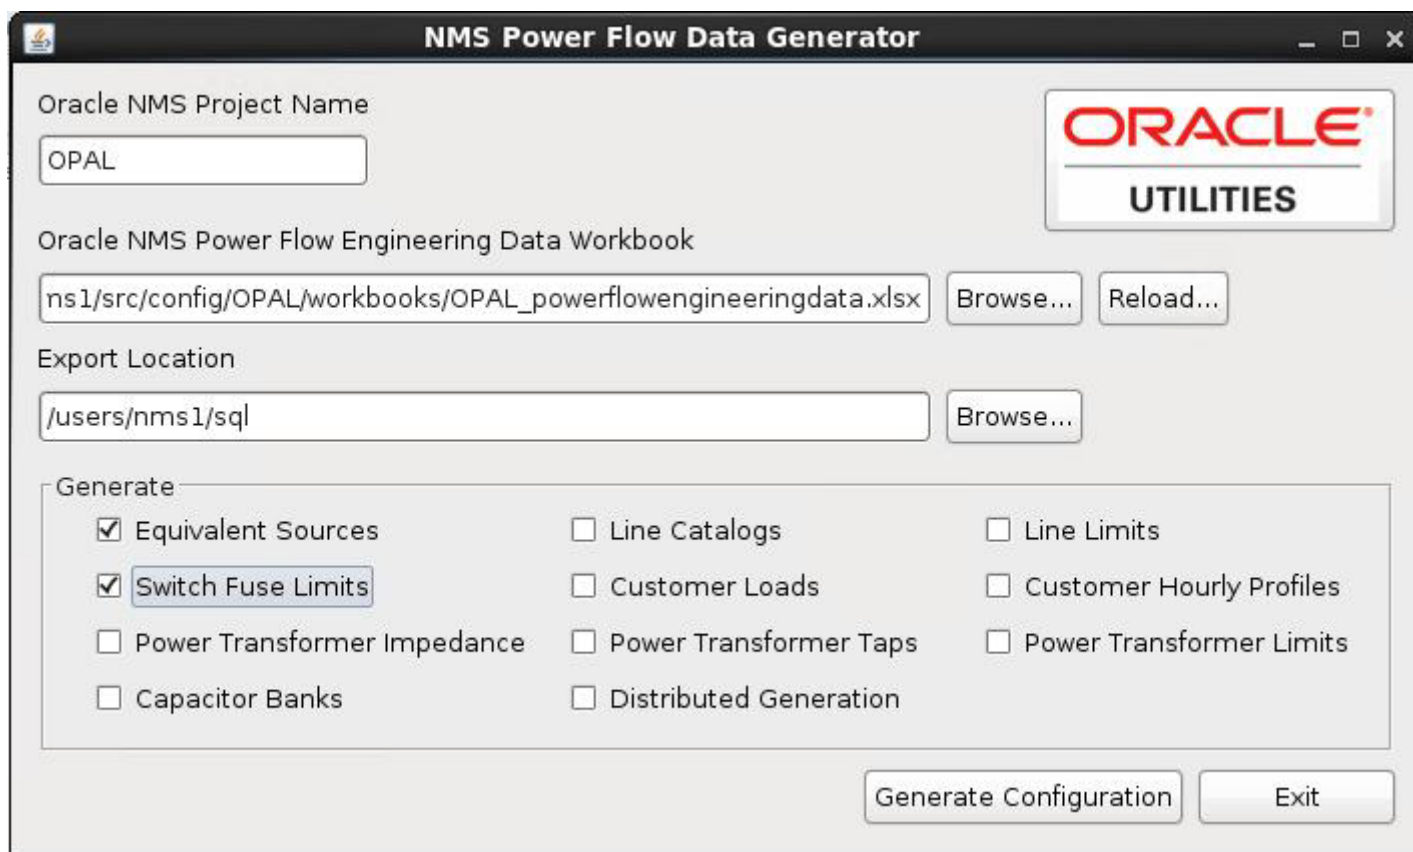 NMS Power Flow Data Generator
Oracle NMS Project Name
OPAL
ORACLE
UTILITIES
Oracle NMS Power Flow Engineering Data Workbook
ns1/src/config/OPAL/workbooks/OPAL_powerflowengineeringdata.xlsx Browse... Reload...
Export Location
/users/nms1/sql Browse...
Generate
Equivalent Sources Line Catalogs Line Limits
Switch Fuse Limits Customer Loads Customer Hourly Profiles
Power Transformer Impedance Power Transformer Taps Power Transformer Limits
Capacitor Banks Distributed Generation
Generate Configuration Exit